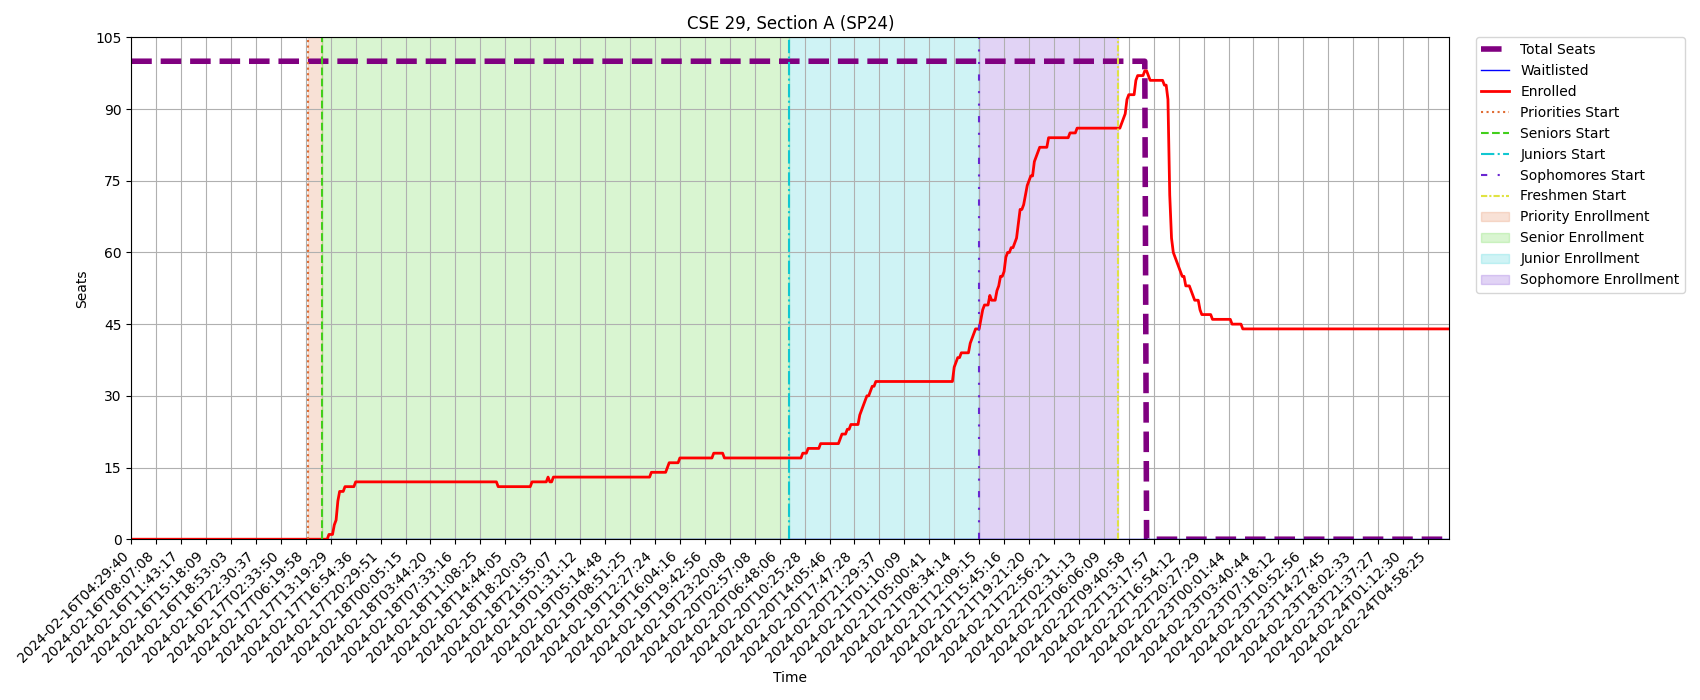 CSE 29, Section A (SP24)
105
90
75
60
45
30
15
0
Seats
Total Seats
Waitlisted
Enrolled
Priorities Start
Seniors Start
Juniors Start
Sophomores Start
Freshmen Start
Priority Enrollment
Senior Enrollment
Junior Enrollment
Sophomore Enrollment
2024-02-16T04:29:40
2024-02-16T08:07:08
2024-02-16T11:43:17
2024-02-16T15:18:09
2024-02-16T18:53:03
2024-02-16T22:30:37
2024-02-17T02:33:50
2024-02-17T06:19:58
2024-02-17T13:19:29
2024-02-17T16:54:36
2024-02-17T20:29:51
2024-02-18T00:05:15
2024-02-18T03:44:20
2024-02-18T07:33:16
2024-02-18T11:08:25
2024-02-18T14:44:05
2024-02-18T18:20:03
2024-02-18T21:55:07
2024-02-19T01:31:12
2024-02-19T05:14:48
2024-02-19T08:51:25
2024-02-19T12:27:24
2024-02-19T16:04:16
2024-02-19T19:42:56
2024-02-19T23:20:08
2024-02-20T02:57:08
2024-02-20T06:48:06
2024-02-20T10:25:28
2024-02-20T14:05:46
2024-02-20T17:47:28
2024-02-20T21:29:37
2024-02-21T01:10:09
2024-02-21T05:00:41
2024-02-21T08:34:14
2024-02-21T12:09:15
2024-02-21T15:45:16
2024-02-21T19:21:20
2024-02-21T22:56:21
2024-02-22T02:31:13
2024-02-22T06:06:09
2024-02-22T09:40:58
2024-02-22T13:17:57
2024-02-22T16:54:12
2024-02-22T20:27:29
2024-02-23T00:01:44
2024-02-23T03:40:44
2024-02-23T07:18:12
2024-02-23T10:52:56
2024-02-23T14:27:45
2024-02-23T18:02:33
2024-02-23T21:37:27
2024-02-24T01:12:30
2024-02-24T04:58:25
Time